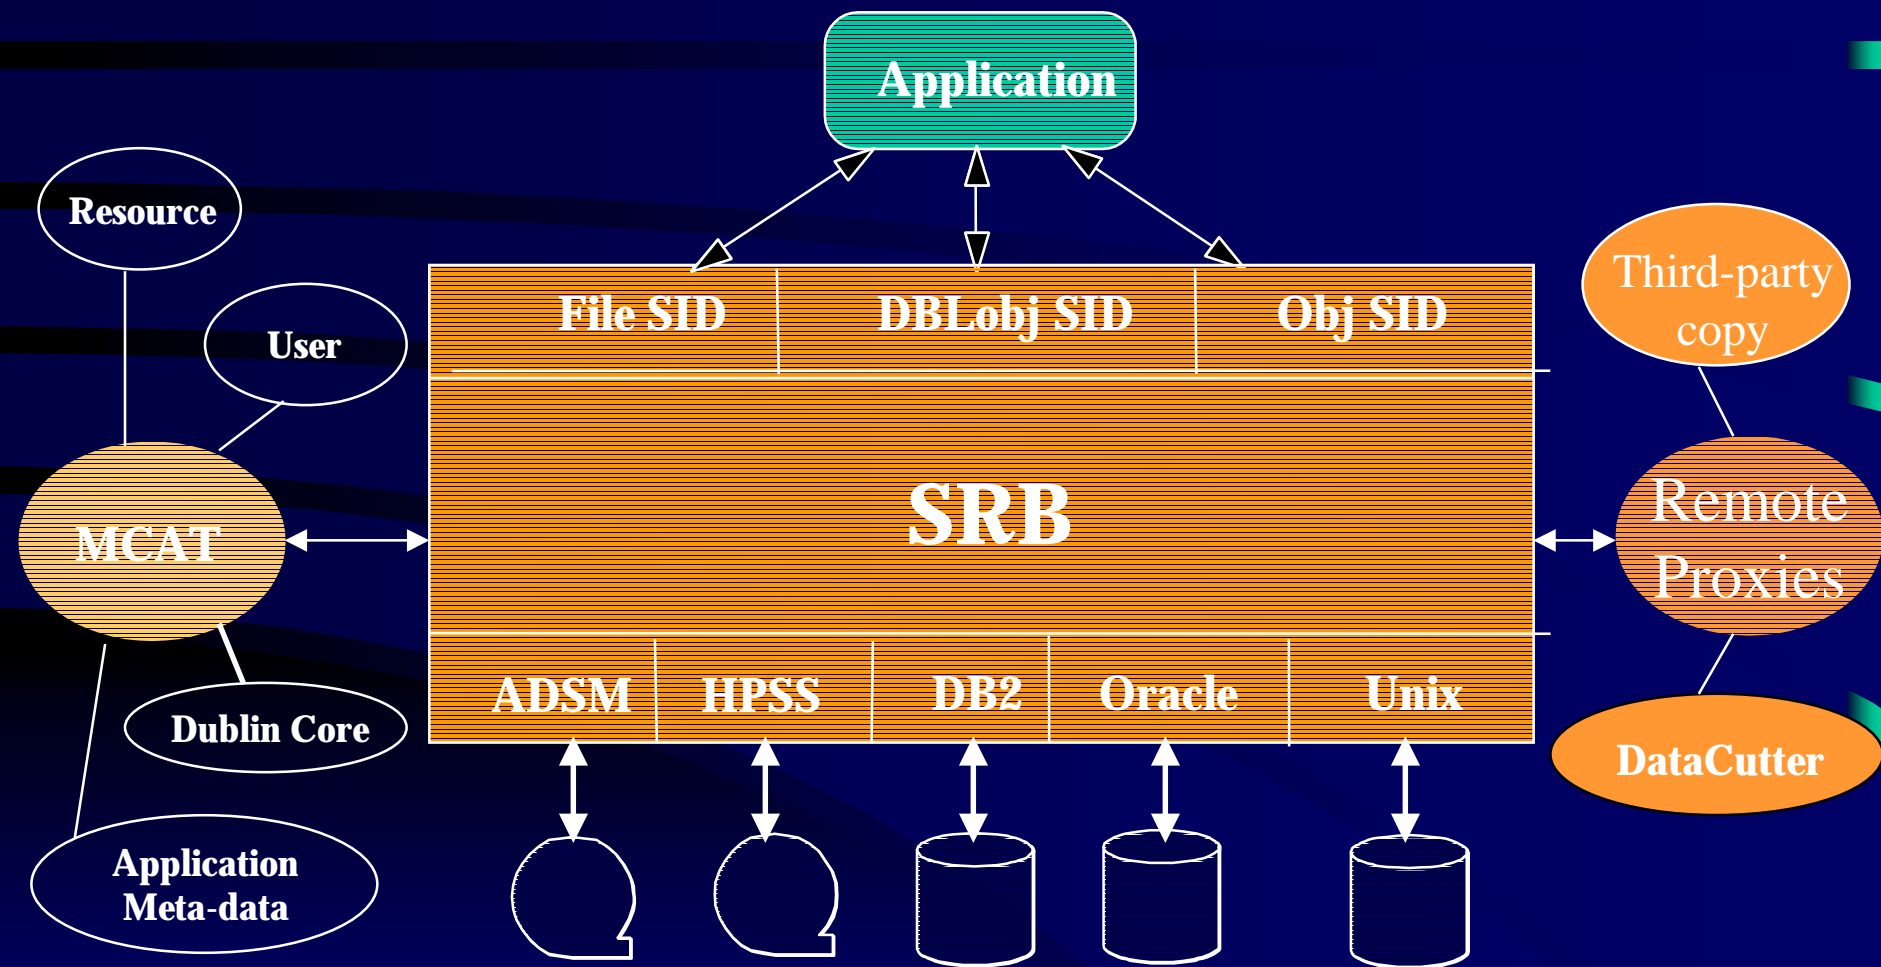 Application
Resource
User
Third-party
copy
File SID
DBLobj SID
Obj SID
MCAT
SRB
Remote
Proxies
ADSM
HPSS
DB2
Oracle
Unix
Dublin Core
DataCutter
Application
Meta-data